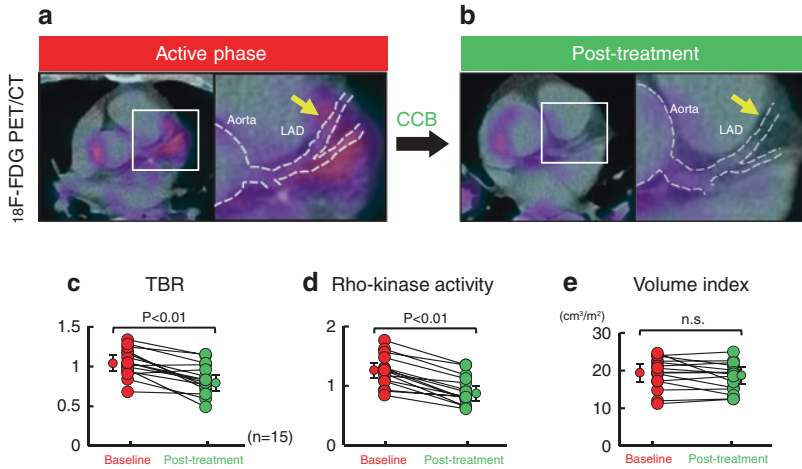 a
Active phase
b
Post-treatment
18F-FDG PET/CT
Aorta
LAD
CCB
Aorta
LAD
c
TBR
d
Rho-kinase activity
e
Volume index
P<0.01
P<0.01
(cm³/m²)
n.s.
1.5
1
0.5
0
Baseline
Post-treatment
(n=15)
2
1
0
Baseline
Post-treatment
30
20
10
0
Baseline
Post-treatment